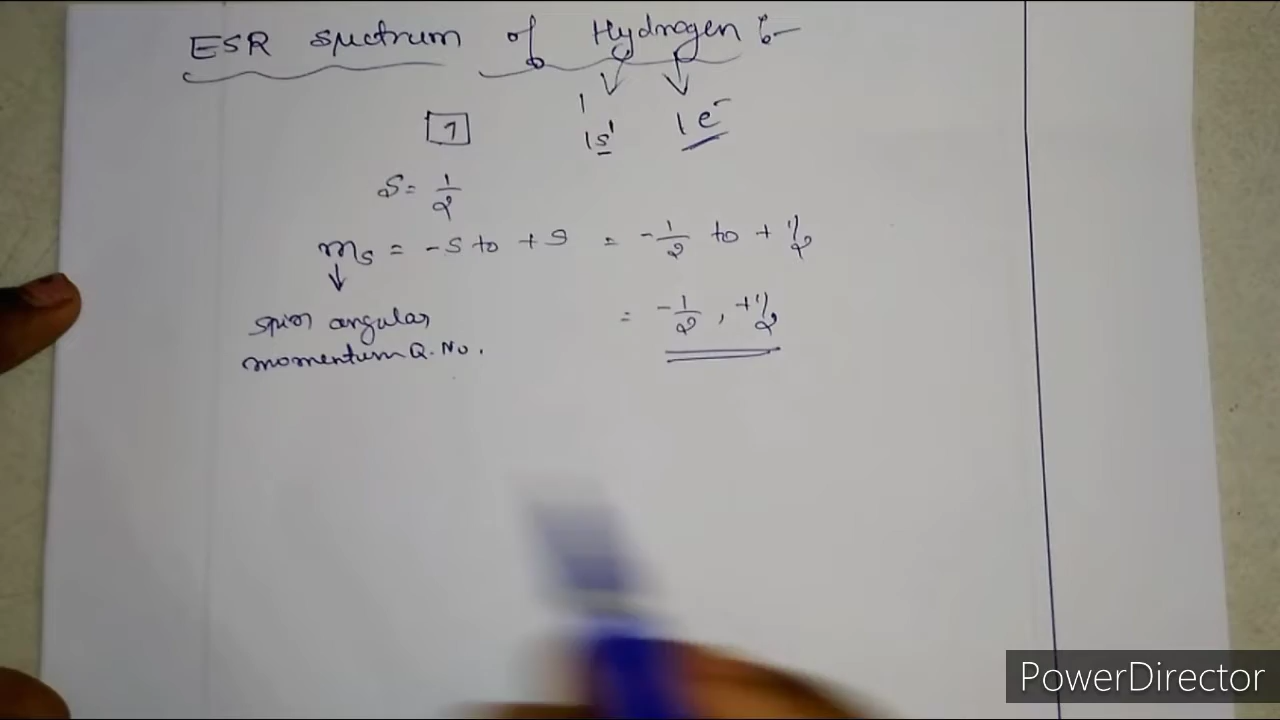 ESR spectrum of Hydrogen :-
1
1s¹ 1 e⁻
↿
S = 1/2
mₛ = -s to +s = -1/2 to +1/2
= -1/2, +1/2
spin angular
momentum Q.No.
PowerDirector